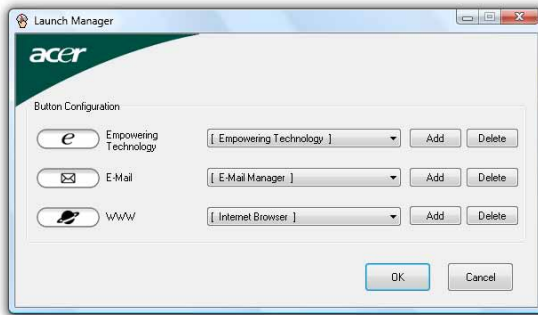 Launch Manager
acer
Button Configuration
e Empowering Technology [ Empowering Technology ] Add Delete
E-Mail [ E-Mail Manager ] Add Delete
WWW [ Internet Browser ] Add Delete
OK Cancel